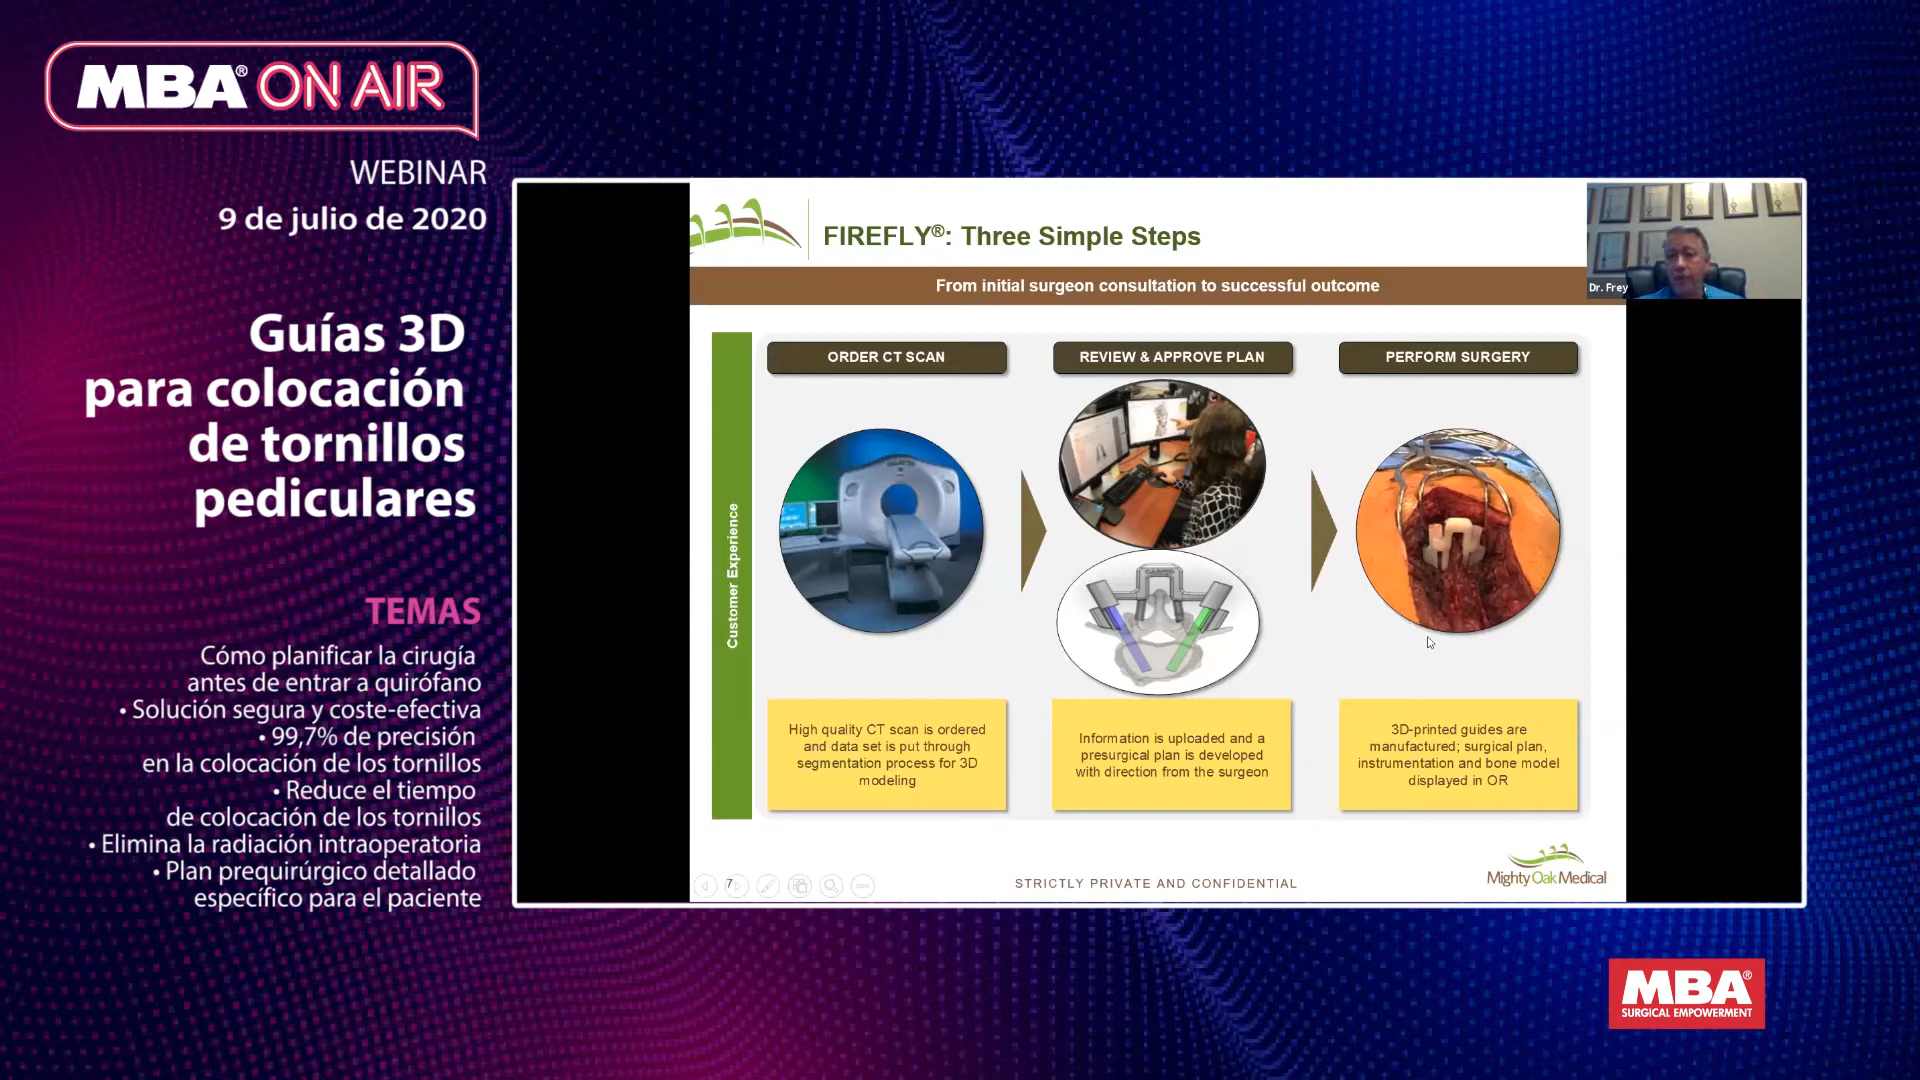 MBA® ON AIR
WEBINAR
9 de julio de 2020
Guías 3D
para colocación
de tornillos
pediculares
TEMAS
Cómo planificar la cirugía
antes de entrar a quirófano
• Solución segura y coste-efectiva
• 99,7% de precisión
en la colocación de los tornillos
• Reduce el tiempo
de colocación de los tornillos
• Elimina la radiación intraoperatoria
• Plan prequirúrgico detallado
específico para el paciente
FIREFLY®: Three Simple Steps
From initial surgeon consultation to successful outcome
Dr. Frey
Customer Experience
ORDER CT SCAN
High quality CT scan is ordered
and data set is put through
segmentation process for 3D
modeling
REVIEW & APPROVE PLAN
Information is uploaded and a
presurgical plan is developed
with direction from the surgeon
PERFORM SURGERY
3D-printed guides are
manufactured; surgical plan,
instrumentation and bone model
displayed in OR
7
STRICTLY PRIVATE AND CONFIDENTIAL
Mighty Oak Medical
MBA®
SURGICAL EMPOWERMENT